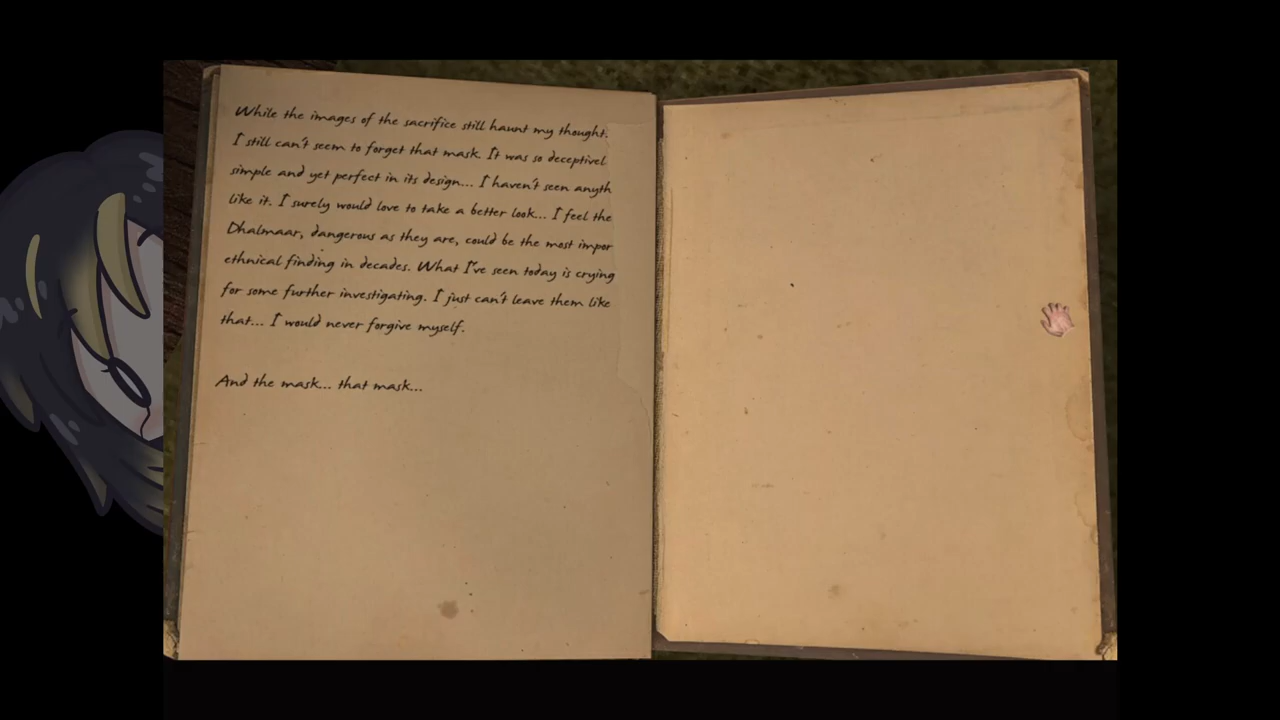 While the images of the sacrifice still haunt my thought.
I still can't seem to forget that mask. It was so deceptivel
simple and yet perfect in its design... I haven't seen anyth
like it. I surely would love to take a better look... I feel the
Dhalmaar, dangerous as they are, could be the most impor
ethnical finding in decades. What I've seen today is crying
for some further investigating. I just can't leave them like
that... I would never forgive myself.
And the mask... that mask...